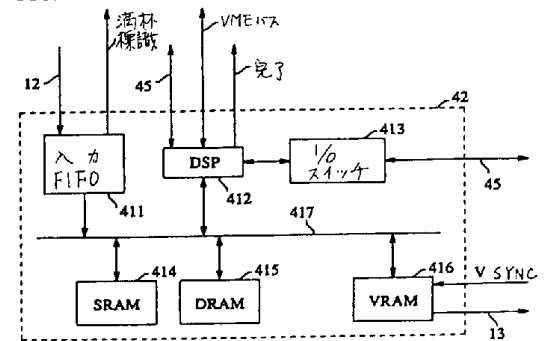 満杯
標識
VMEバス
完了
12
45
42
入力
FIFO
411
DSP
412
I/O
スイッチ
413
45
417
SRAM
414
DRAM
415
VRAM
416
V SYNC
13